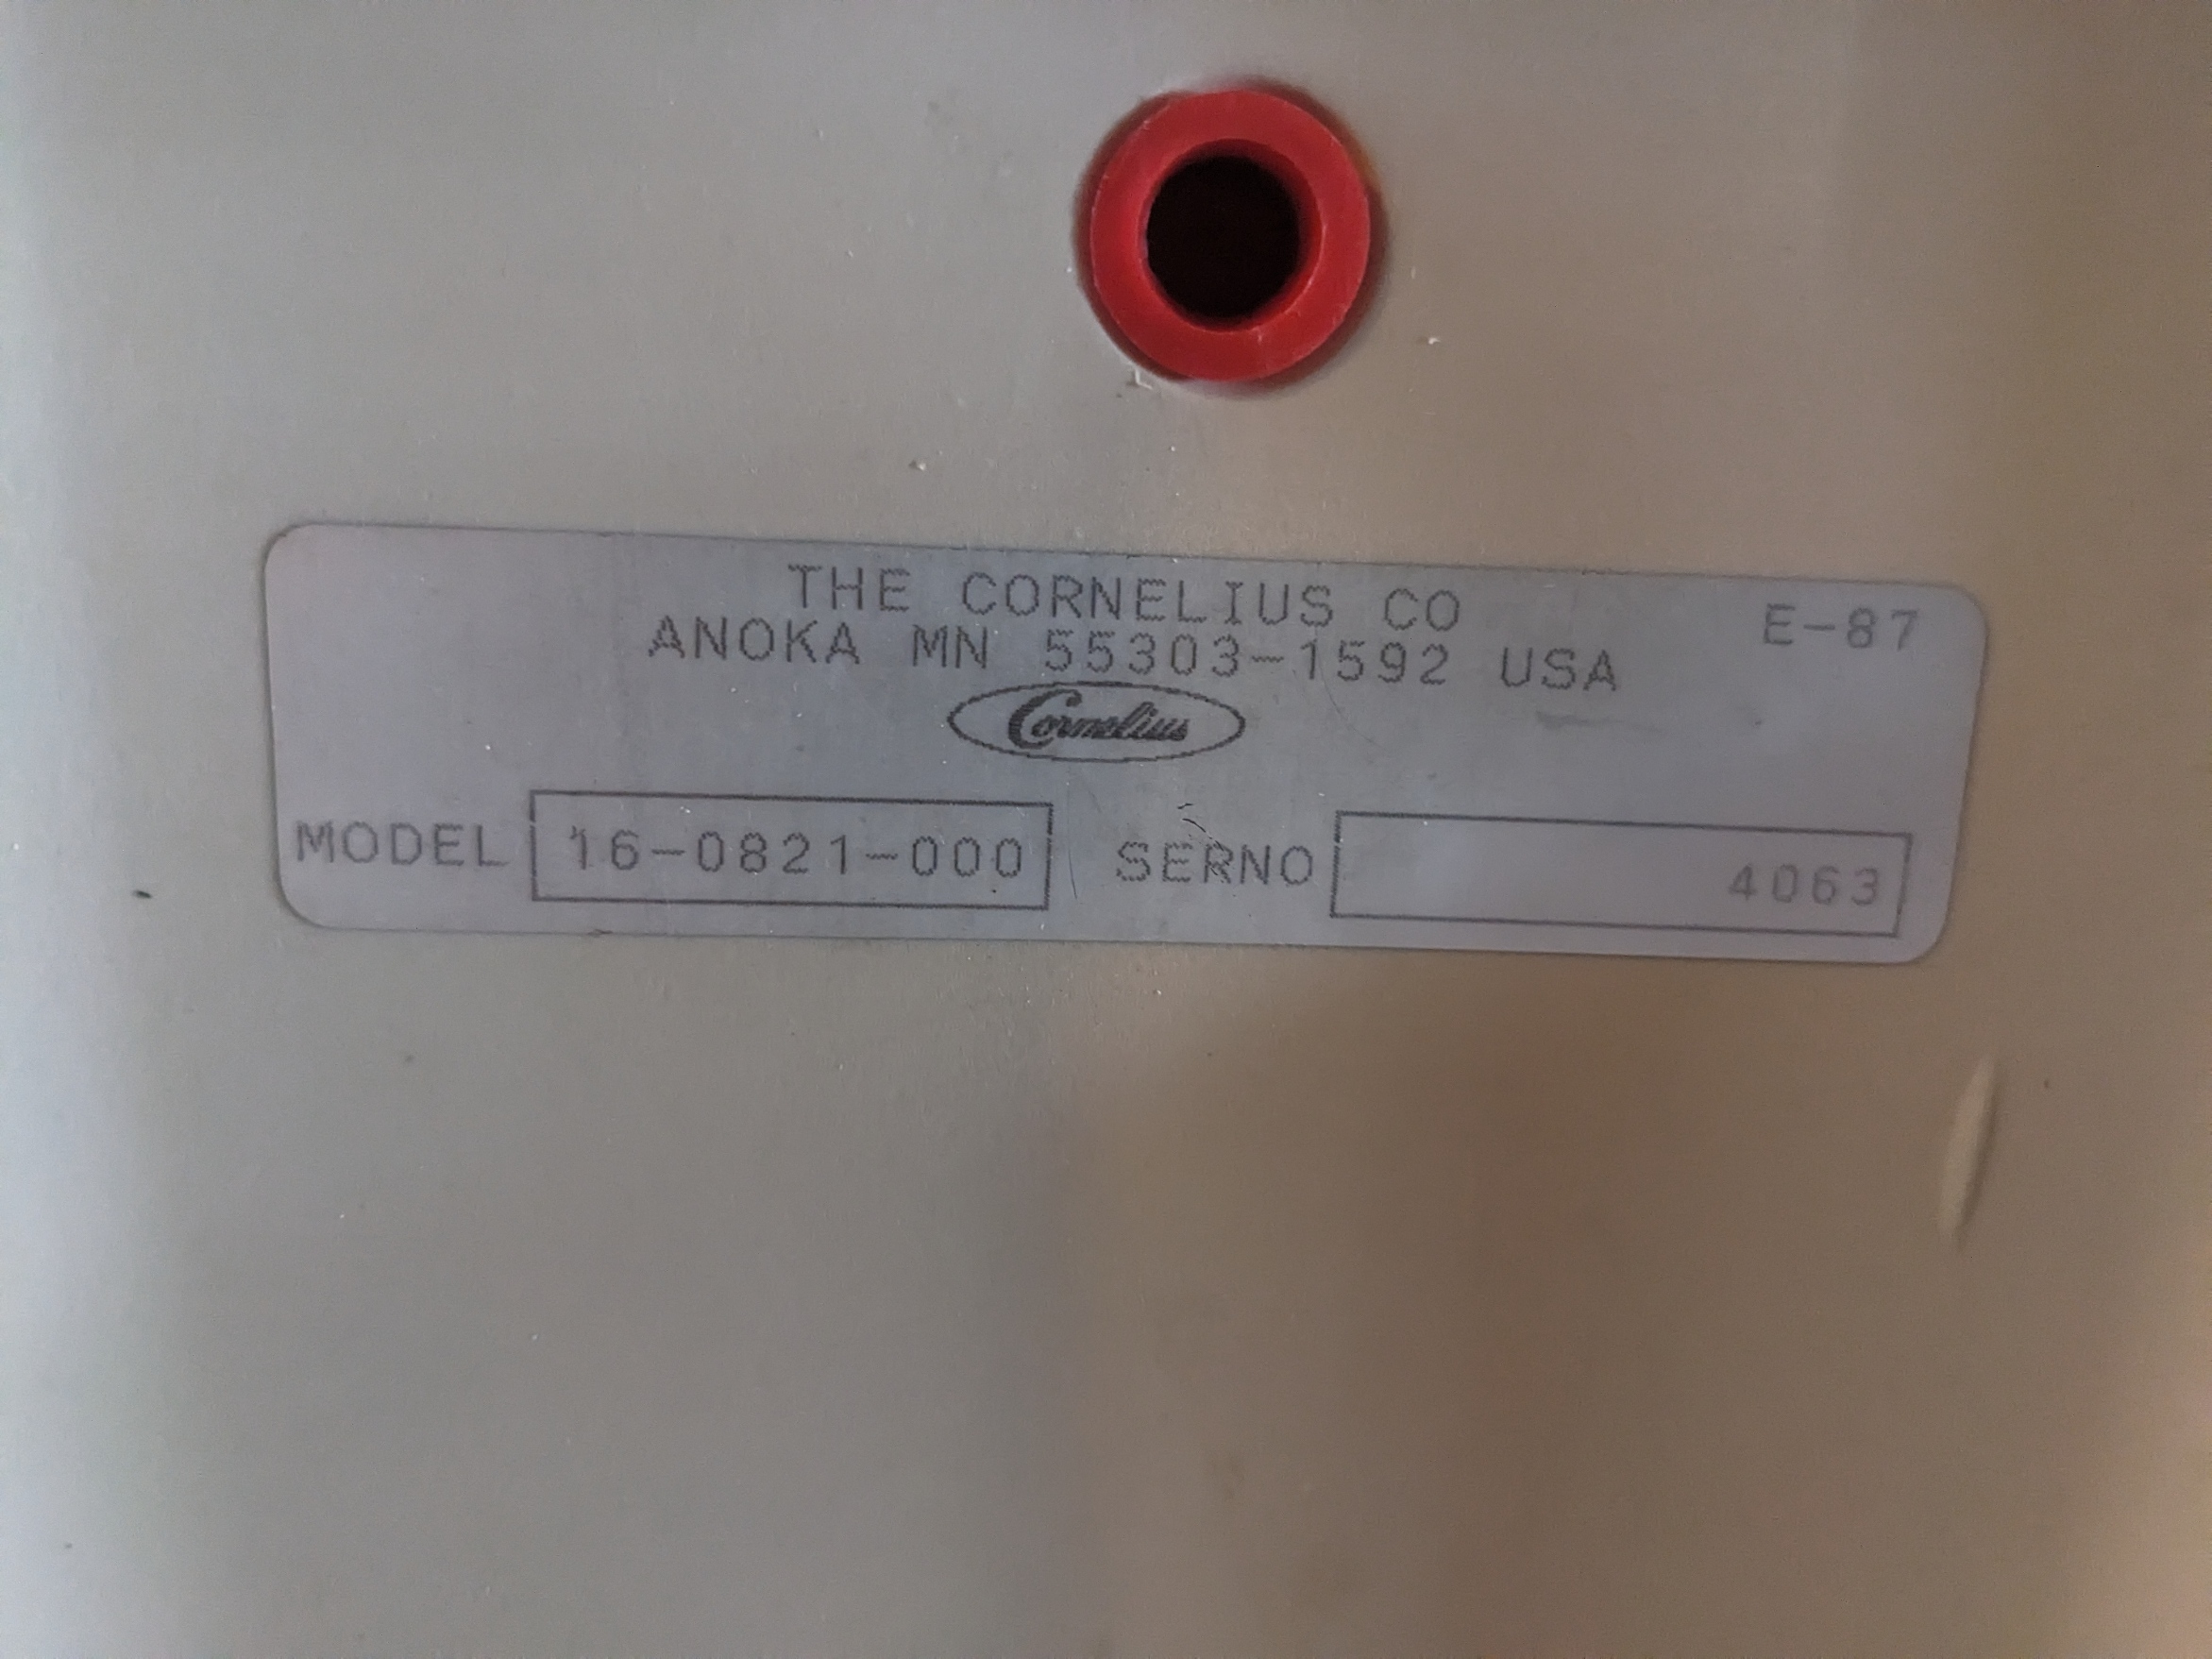 THE CORNELIUS CO
E-87
ANOKA MN 55303-1592 USA
Cornelius
MODEL 16-0821-000 SERNO 4063